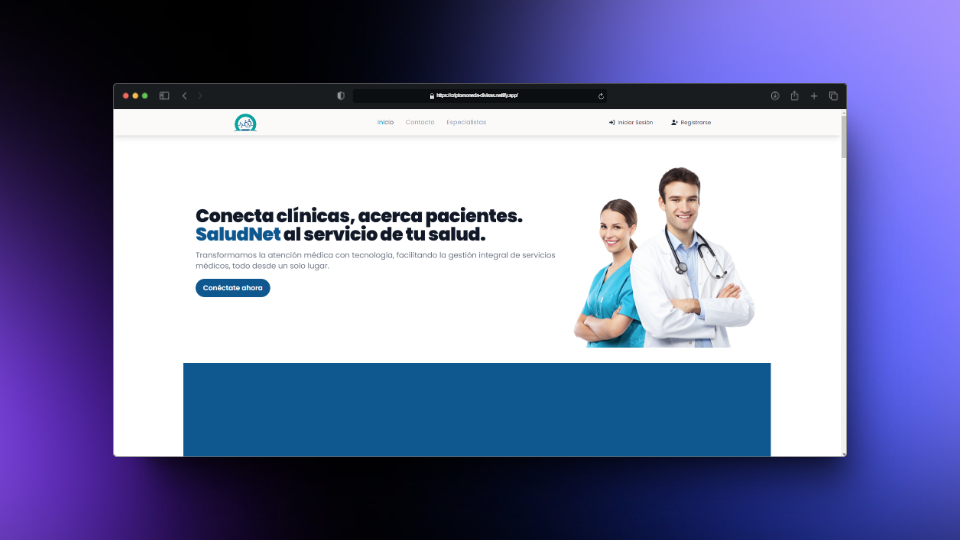 https://criptomoneda-divisas.netlify.app/
Inicio Contacto Especialistas Iniciar Sesión Registrarse
Conecta clínicas, acerca pacientes.
SaludNet al servicio de tu salud.
Transformamos la atención médica con tecnología, facilitando la gestión integral de servicios
médicos, todo desde un solo lugar.
Conéctate ahora